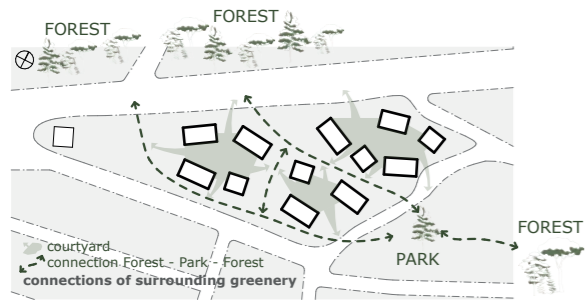 FOREST
FOREST
PARK
FOREST
courtyard
connection Forest - Park - Forest
connections of surrounding greenery